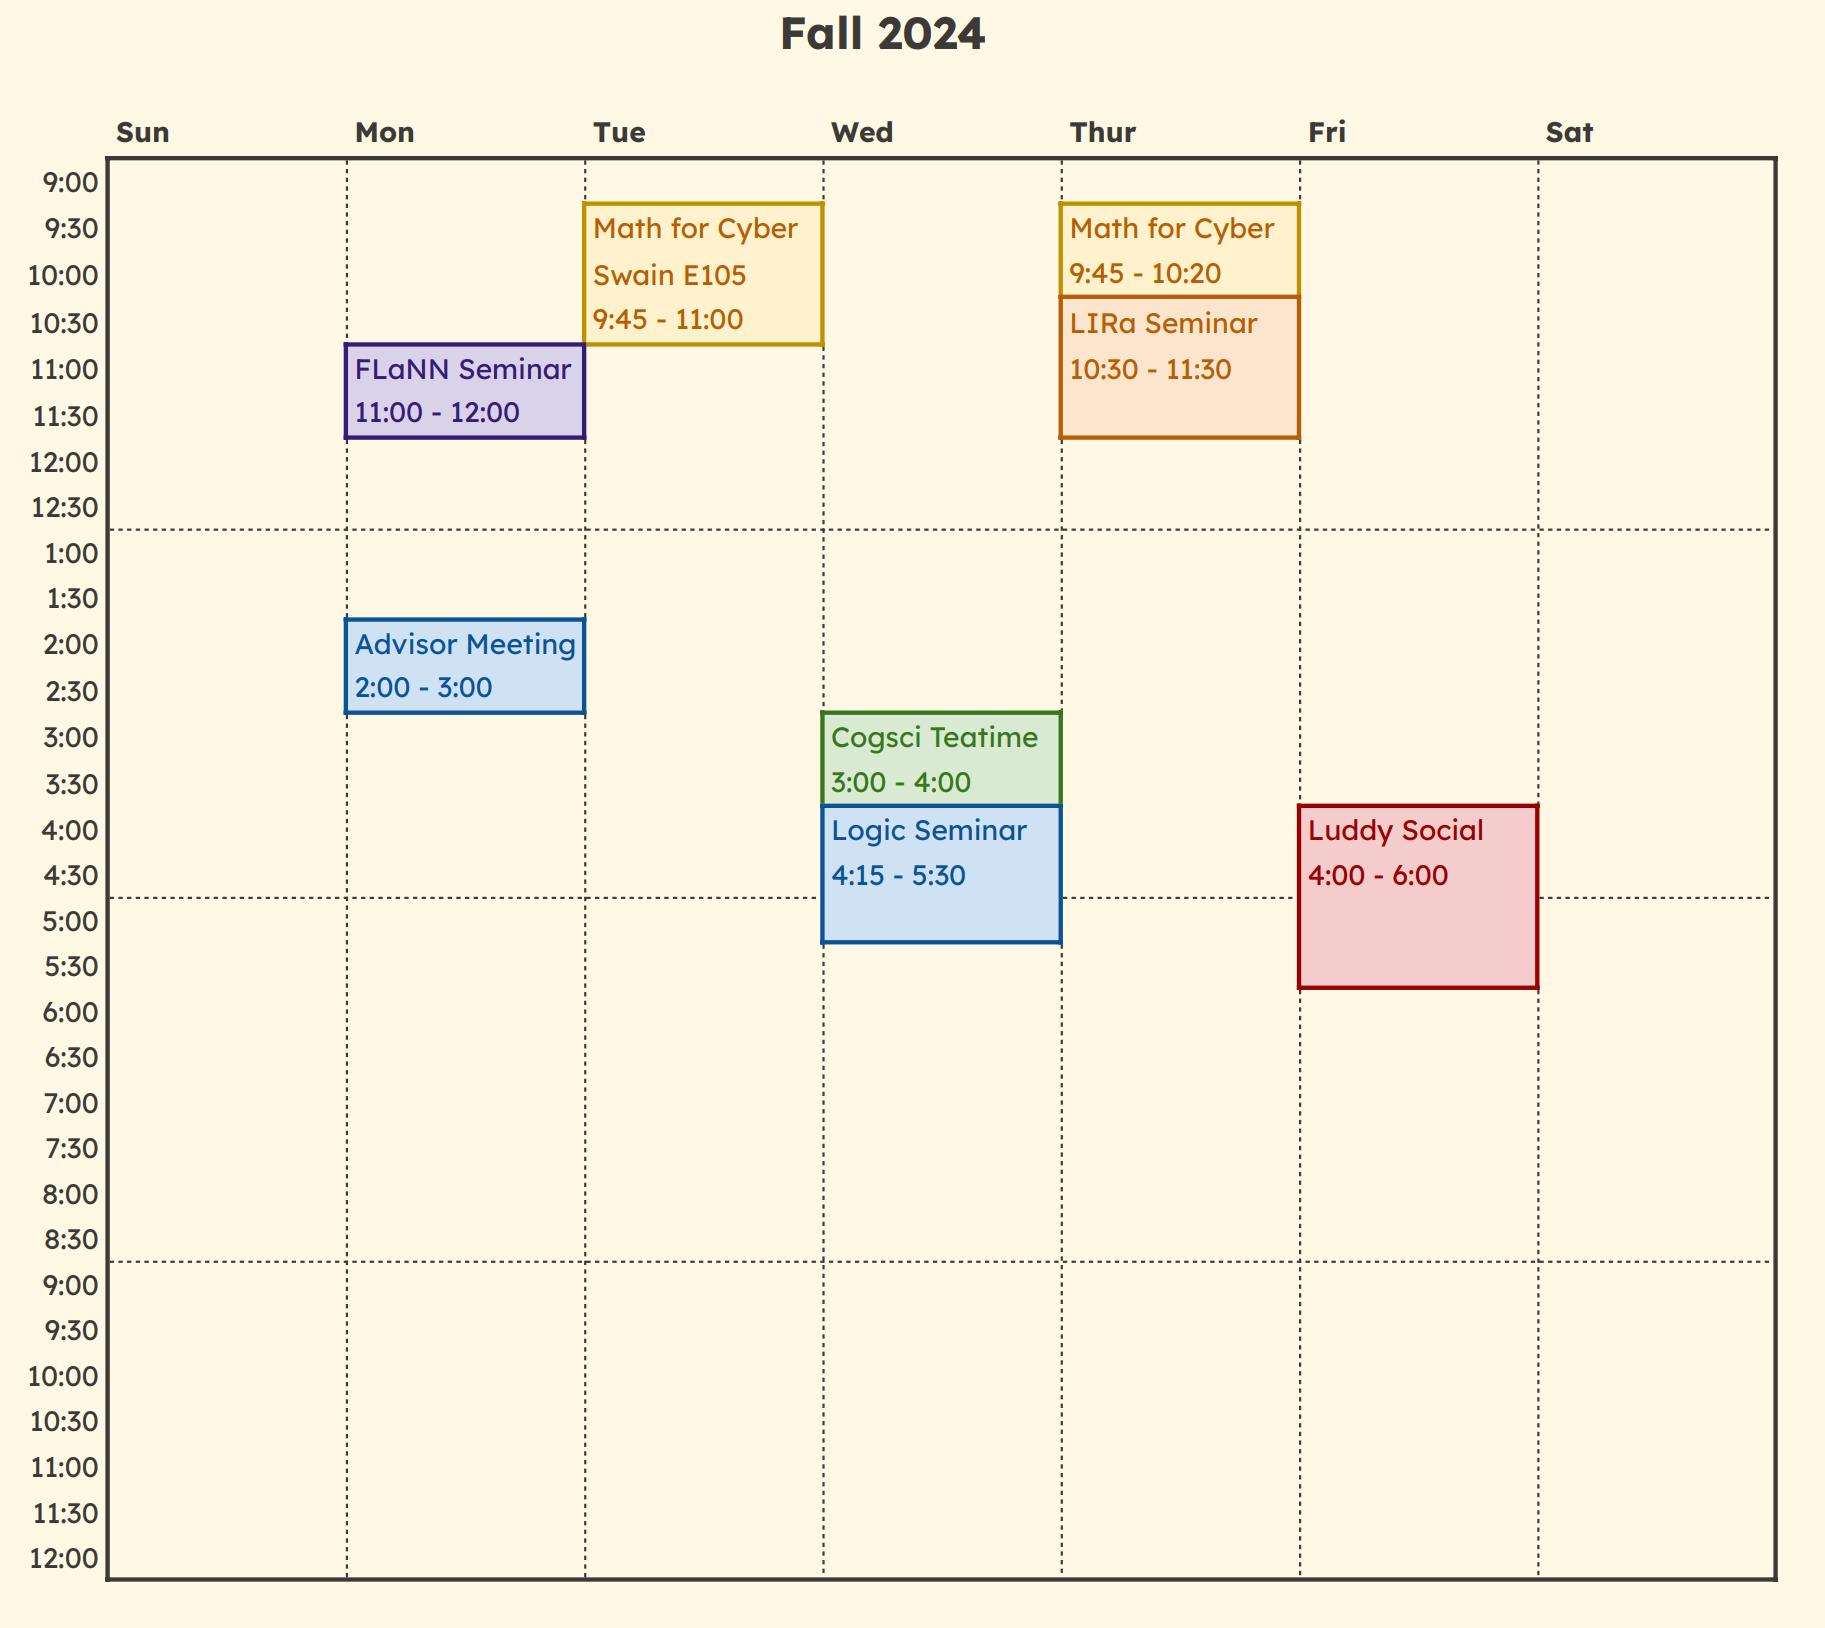 Fall 2024
Sun Mon Tue Wed Thur Fri Sat
9:00
9:30 Math for Cyber Math for Cyber
10:00 Swain E105 9:45 - 10:20
10:30 9:45 - 11:00 LIRa Seminar
11:00 FLaNN Seminar 10:30 - 11:30
11:30 11:00 - 12:00
12:00
12:30
1:00
1:30
2:00 Advisor Meeting
2:30 2:00 - 3:00
3:00 Cogsci Teatime
3:30 3:00 - 4:00
4:00 Logic Seminar Luddy Social
4:30 4:15 - 5:30 4:00 - 6:00
5:00
5:30
6:00
6:30
7:00
7:30
8:00
8:30
9:00
9:30
10:00
10:30
11:00
11:30
12:00